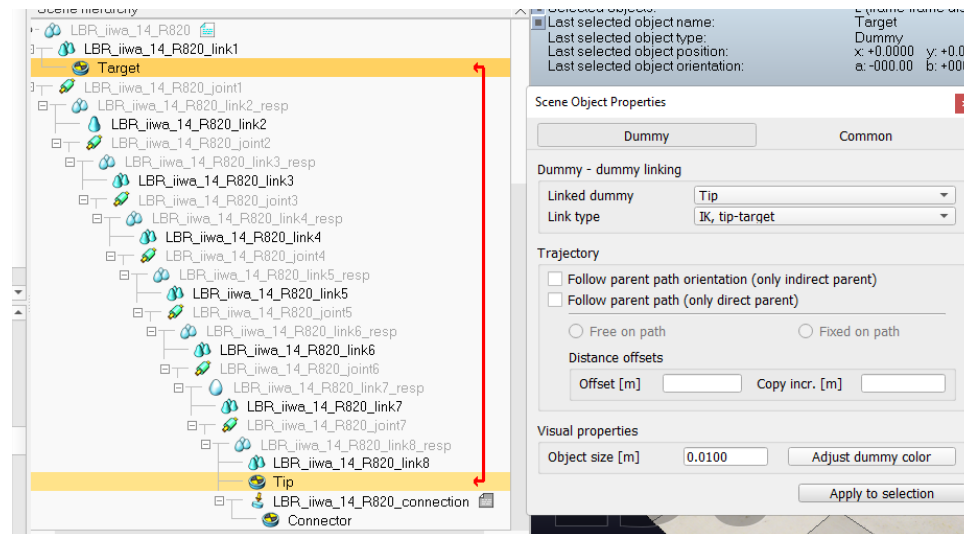 Scene hierarchy
LBR_iiwa_14_R820
LBR_iiwa_14_R820_link1
Target
LBR_iiwa_14_R820_joint1
LBR_iiwa_14_R820_link2_resp
LBR_iiwa_14_R820_link2
LBR_iiwa_14_R820_joint2
LBR_iiwa_14_R820_link3_resp
LBR_iiwa_14_R820_link3
LBR_iiwa_14_R820_joint3
LBR_iiwa_14_R820_link4_resp
LBR_iiwa_14_R820_link4
LBR_iiwa_14_R820_joint4
LBR_iiwa_14_R820_link5_resp
LBR_iiwa_14_R820_link5
LBR_iiwa_14_R820_joint5
LBR_iiwa_14_R820_link6_resp
LBR_iiwa_14_R820_link6
LBR_iiwa_14_R820_joint6
LBR_iiwa_14_R820_link7_resp
LBR_iiwa_14_R820_link7
LBR_iiwa_14_R820_joint7
LBR_iiwa_14_R820_link8_resp
LBR_iiwa_14_R820_link8
Tip
LBR_iiwa_14_R820_connection
Connector
Selected objects:
Last selected object name: Target
Last selected object type: Dummy
Last selected object position: x: +0.0000 y: +0.0
Last selected object orientation: a: -000.00 b: +00
Scene Object Properties
Dummy Common
Dummy - dummy linking
Linked dummy Tip
Link type IK, tip-target
Trajectory
Follow parent path orientation (only indirect parent)
Follow parent path (only direct parent)
Free on path Fixed on path
Distance offsets
Offset [m] Copy incr. [m]
Visual properties
Object size [m] 0.0100 Adjust dummy color
Apply to selection